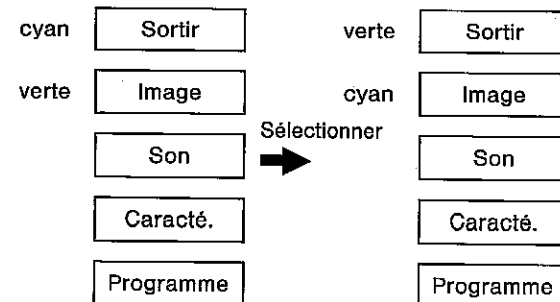 cyan Sortir verte Sortir
verte Image cyan Image
Sélectionner
Son Son
Caracté. Caracté.
Programme Programme